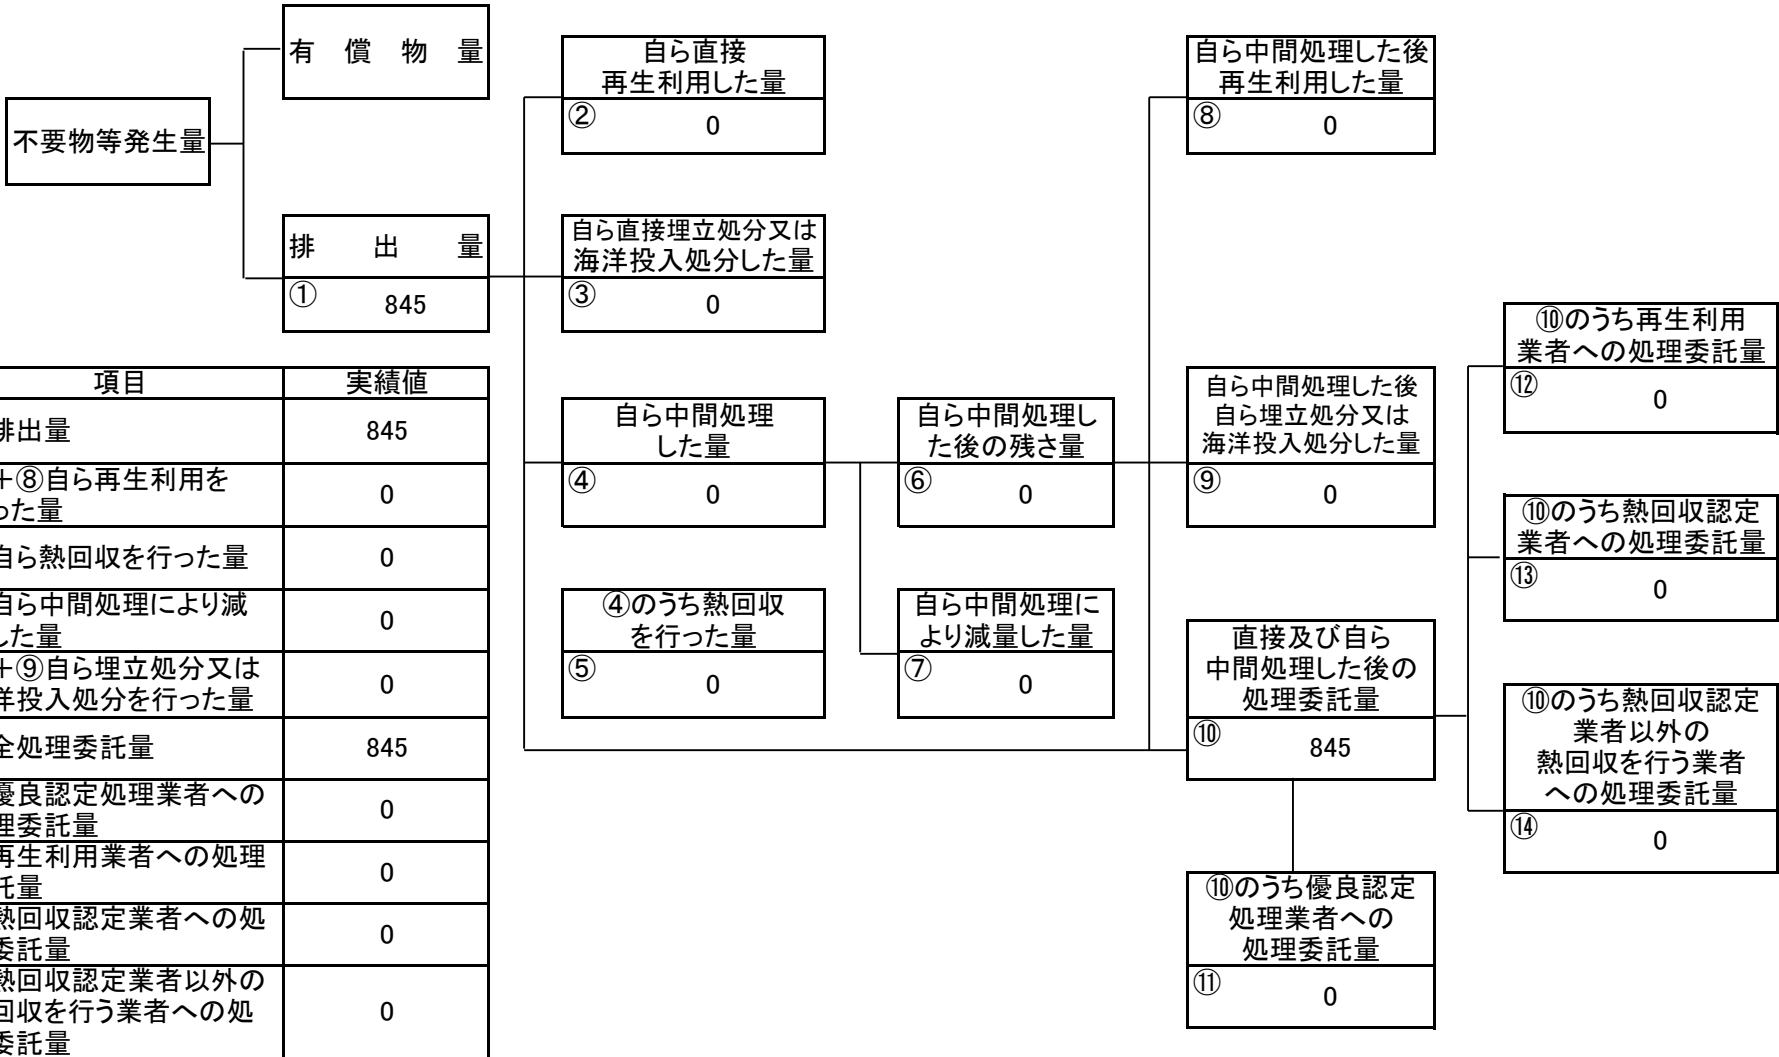 有償物量
不要物等発生量
排出量
① 845
自ら直接
再生利用した量
② 0
自ら直接埋立処分又は
海洋投入処分した量
③ 0
自ら中間処理
した量
④ 0
④のうち熱回収
を行った量
⑤ 0
自ら中間処理し
た後の残さ量
⑥ 0
自ら中間処理に
より減量した量
⑦ 0
自ら中間処理した後
再生利用した量
⑧ 0
自ら中間処理した後
自ら埋立処分又は
海洋投入処分した量
⑨ 0
直接及び自ら
中間処理した後の
処理委託量
⑩ 845
⑩のうち優良認定
処理業者への
処理委託量
⑪ 0
⑩のうち再生利用
業者への処理委託量
⑫ 0
⑩のうち熱回収認定
業者への処理委託量
⑬ 0
⑩のうち熱回収認定
業者以外の
熱回収を行う業者
への処理委託量
⑭ 0
項目 実績値
排出量 845
＋⑧自ら再生利用を
った量 0
自ら熱回収を行った量 0
自ら中間処理により減
した量 0
＋⑨自ら埋立処分又は
洋投入処分を行った量 0
全処理委託量 845
優良認定処理業者への
理委託量 0
再生利用業者への処理
託量 0
熱回収認定業者への処
委託量 0
熱回収認定業者以外の
回収を行う業者への処
委託量 0